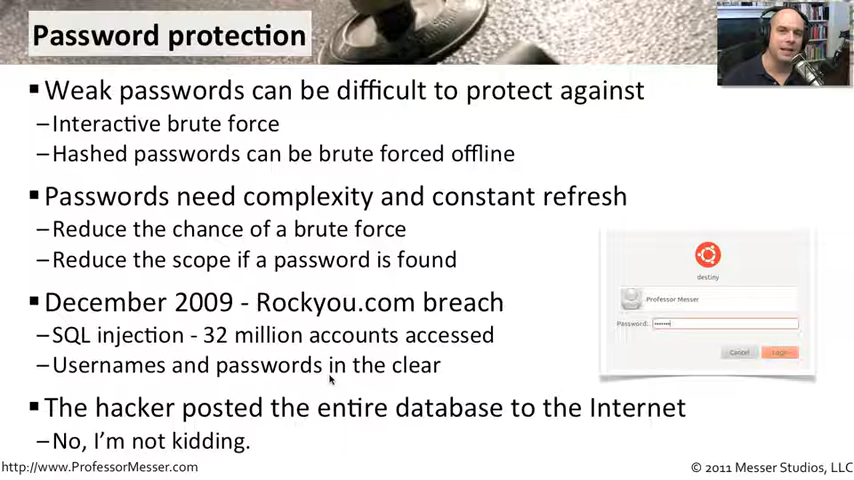 Password protection
▪ Weak passwords can be difficult to protect against
–Interactive brute force
–Hashed passwords can be brute forced offline
▪ Passwords need complexity and constant refresh
–Reduce the chance of a brute force
–Reduce the scope if a password is found
destiny
Professor Messer
Password:
Cancel
Login
▪ December 2009 - Rockyou.com breach
–SQL injection - 32 million accounts accessed
–Usernames and passwords in the clear
▪ The hacker posted the entire database to the Internet
–No, I’m not kidding.
http://www.ProfessorMesser.com
© 2011 Messer Studios, LLC